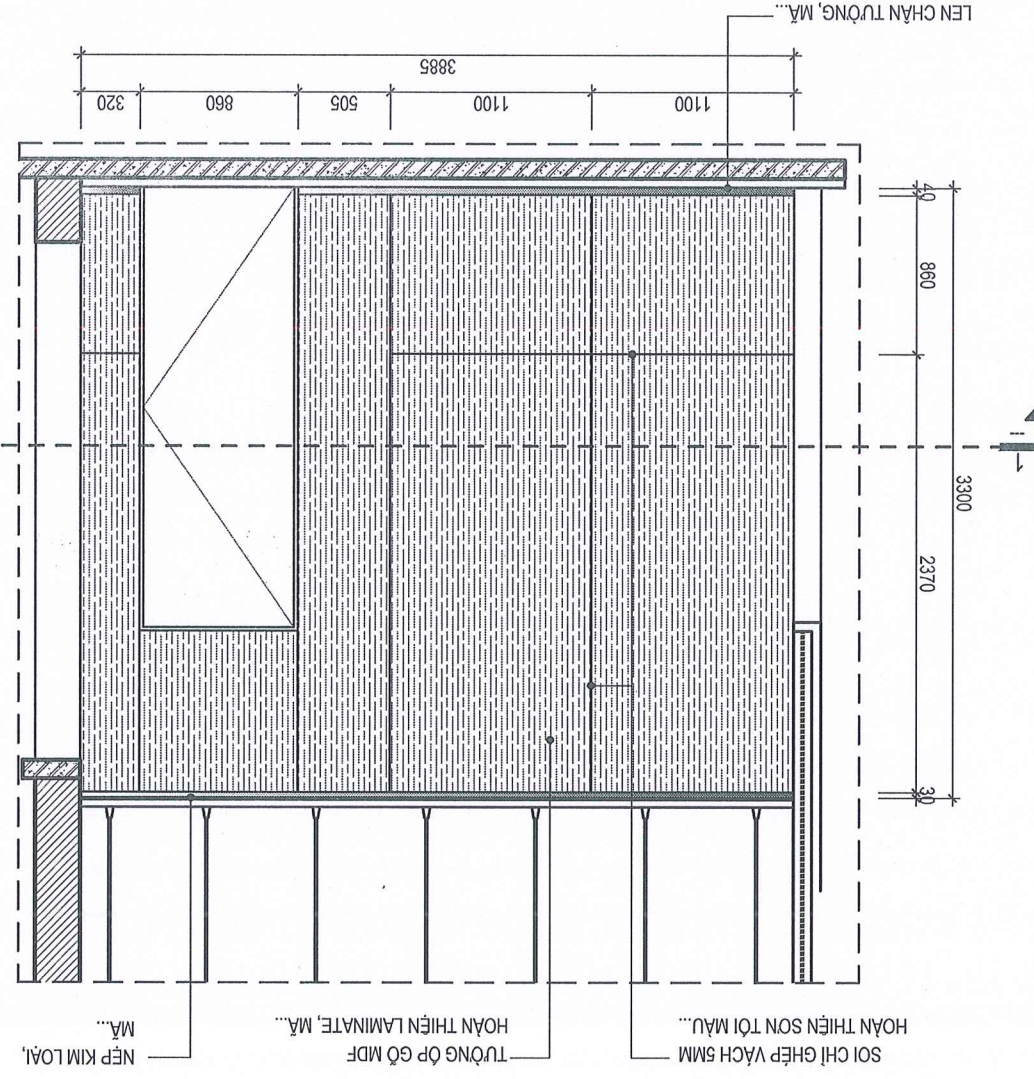 SOI CHỈ GHÉP VÁCH 5MM
HOÀN THIỆN SƠN TỐI MÀU...
TƯỜNG ỐP GỖ MDF
HOÀN THIỆN LAMINATE, MÃ...
NẸP KIM LOẠI,
MÃ...
30
2370
3300
1
---
860
40
1100
1100
505
860
320
3885
LEN CHÂN TƯỜNG, MÃ...